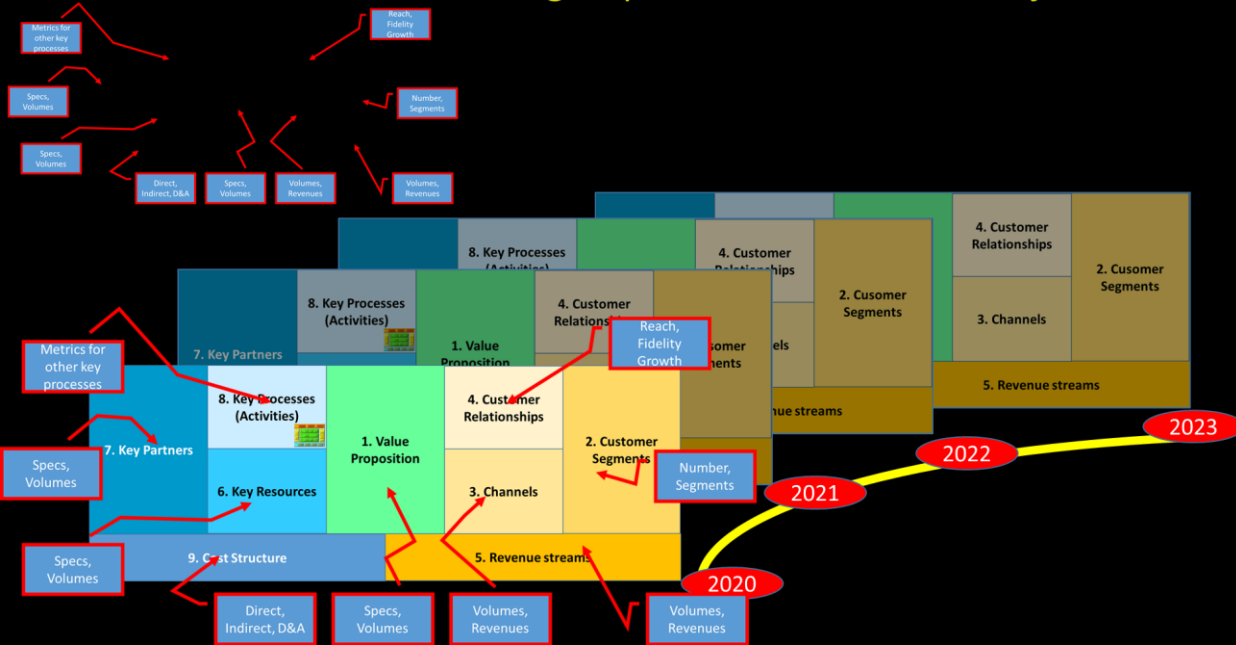 Metrics for
other key
processes
Reach,
Fidelity
Growth
Specs,
Volumes
Number,
Segments
Specs,
Volumes
Direct,
Indirect, D&A
Specs,
Volumes
Volumes,
Revenues
Volumes,
Revenues
4. Customer
Relationships
2. Cusomer
Segments
3. Channels
5. Revenue streams
8. Key Processes
(Activities)
4. Customer
Relationships
2. Cusomer
Segments
8. Key Processes
(Activities)
4. Customer
7. Key Partners
1. Value
Proposition
Reach,
Fidelity
Growth
Metrics for
other key
processes
8. Key Processes
(Activities)
4. Customer
Relationships
7. Key Partners
1. Value
Proposition
2. Customer
Segments
6. Key Resources
3. Channels
9. Cost Structure
5. Revenue streams
Specs,
Volumes
Number,
Segments
Specs,
Volumes
Direct,
Indirect, D&A
Specs,
Volumes
Volumes,
Revenues
Volumes,
Revenues
2020
2021
2022
2023